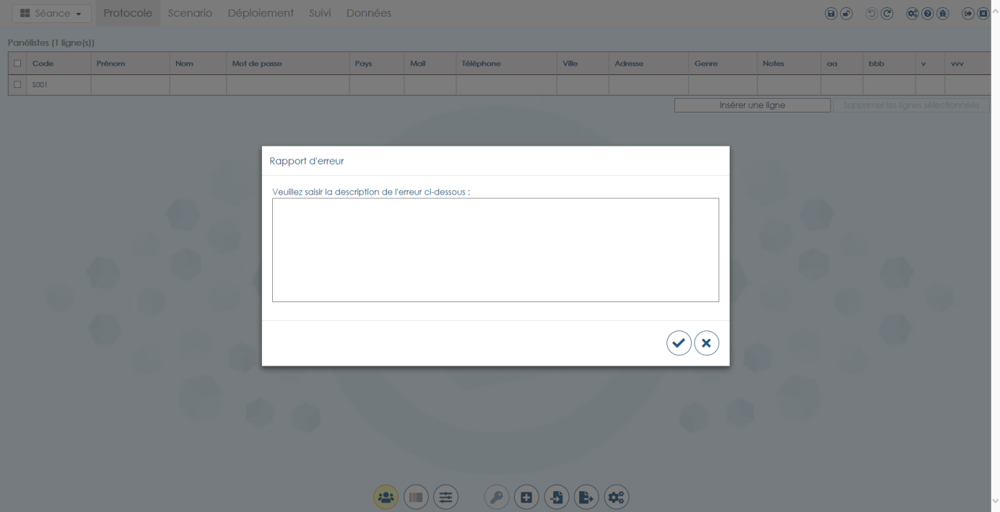 Séance Protocole Scenario Déploiement Suivi Données
Panélistes (1 ligne(s))
Code Prénom Nom Mot de passe Pays Mail Téléphone Ville Adresse Genre Notes aa bbb v vvv
S001
Insérer une ligne Supprimer les lignes sélectionnées
Rapport d'erreur
Veuillez saisir la description de l'erreur ci-dessous :